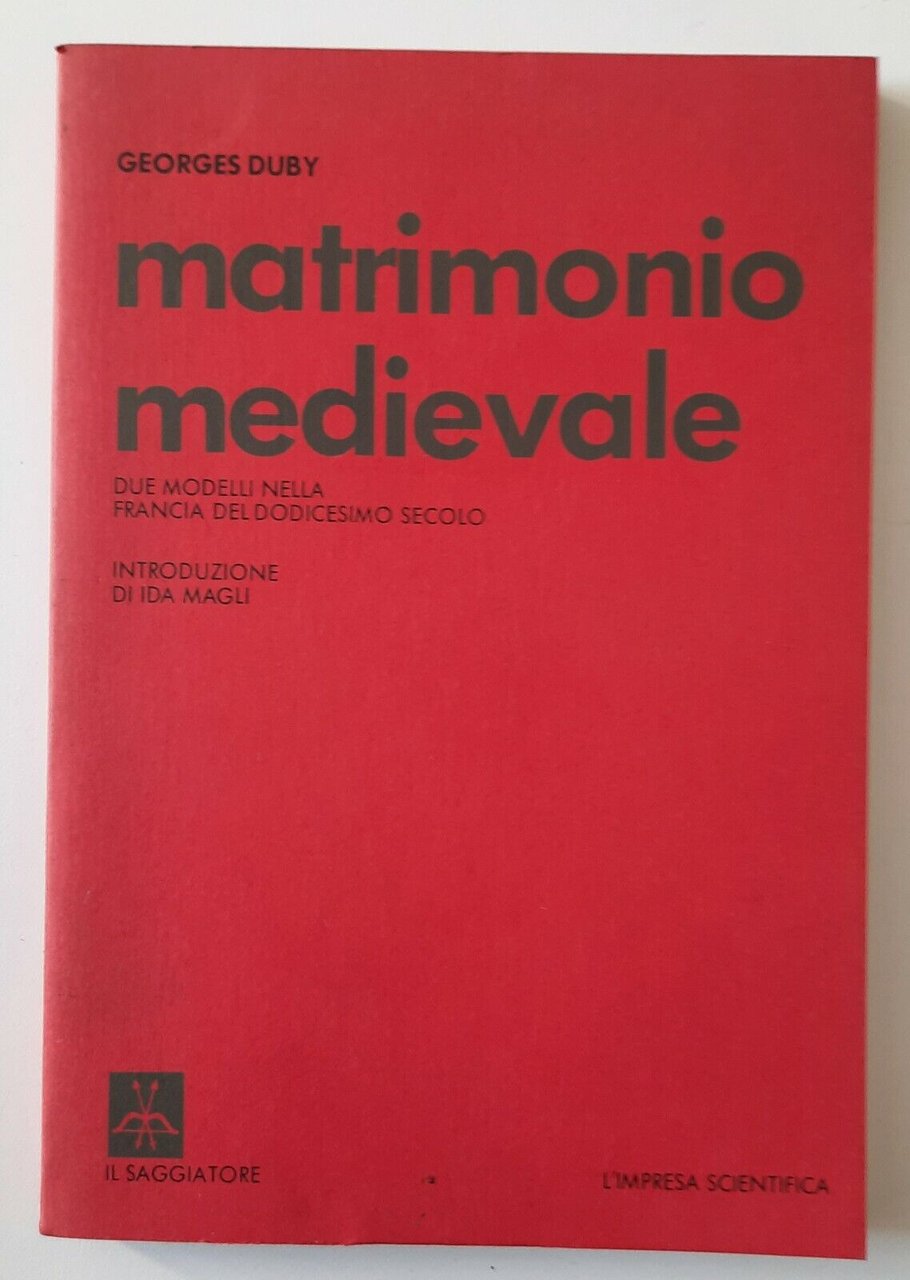 GEORGES DUBY
matrimonio
medievale
DUE MODELLI NELLA
FRANCIA DEL DODICESIMO SECOLO
INTRODUZIONE
DI IDA MAGLI
IL SAGGIATORE
L'IMPRESA SCIENTIFICA